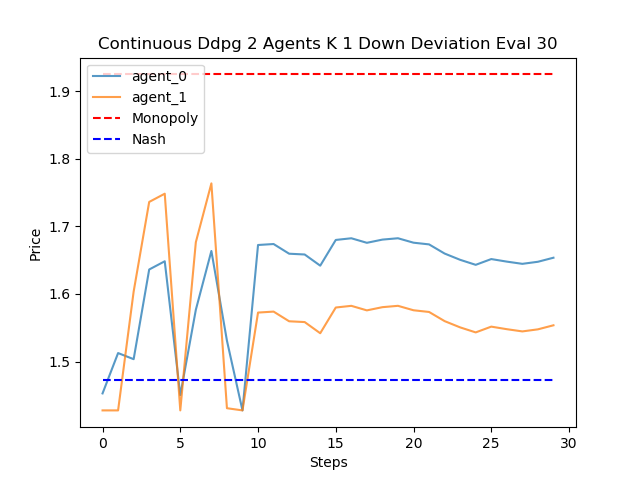 Continuous Ddpg 2 Agents K 1 Down Deviation Eval 30
agent_0
agent_1
Monopoly
Nash
1.9
1.8
1.7
1.6
1.5
Price
0
5
10
15
20
25
30
Steps